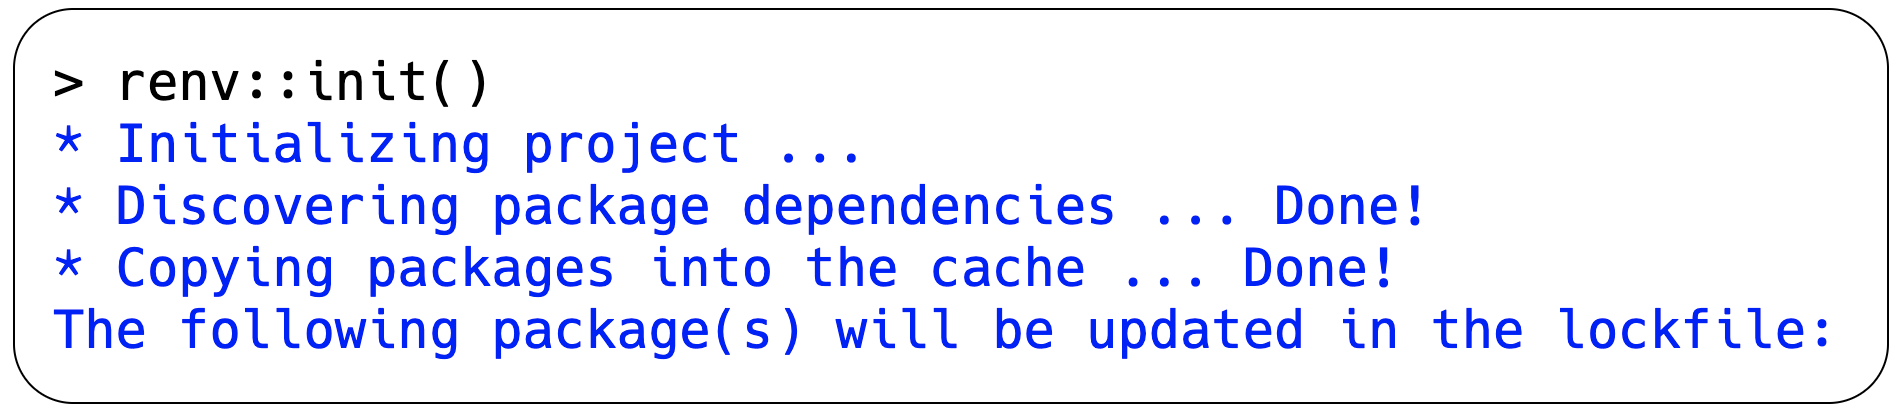 > renv::init()
* Initializing project ...
* Discovering package dependencies ... Done!
* Copying packages into the cache ... Done!
The following package(s) will be updated in the lockfile: